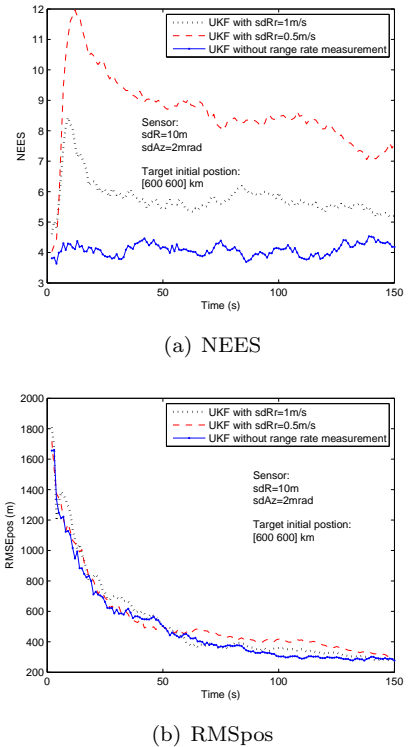 12
11
10
9
8
7
6
5
4
3
NEES
UKF with sdRr=1m/s
UKF with sdRr=0.5m/s
UKF without range rate measurement
Sensor:
sdR=10m
sdAz=2mrad
Target initial postion:
[600 600] km
0 50 100 150
Time (s)
(a) NEES
2000
1800
1600
1400
1200
1000
800
600
400
200
RMSEpos (m)
UKF with sdRr=1m/s
UKF with sdRr=0.5m/s
UKF without range rate measurement
Sensor:
sdR=10m
sdAz=2mrad
Target initial postion:
[600 600] km
0 50 100 150
Time (s)
(b) RMSpos